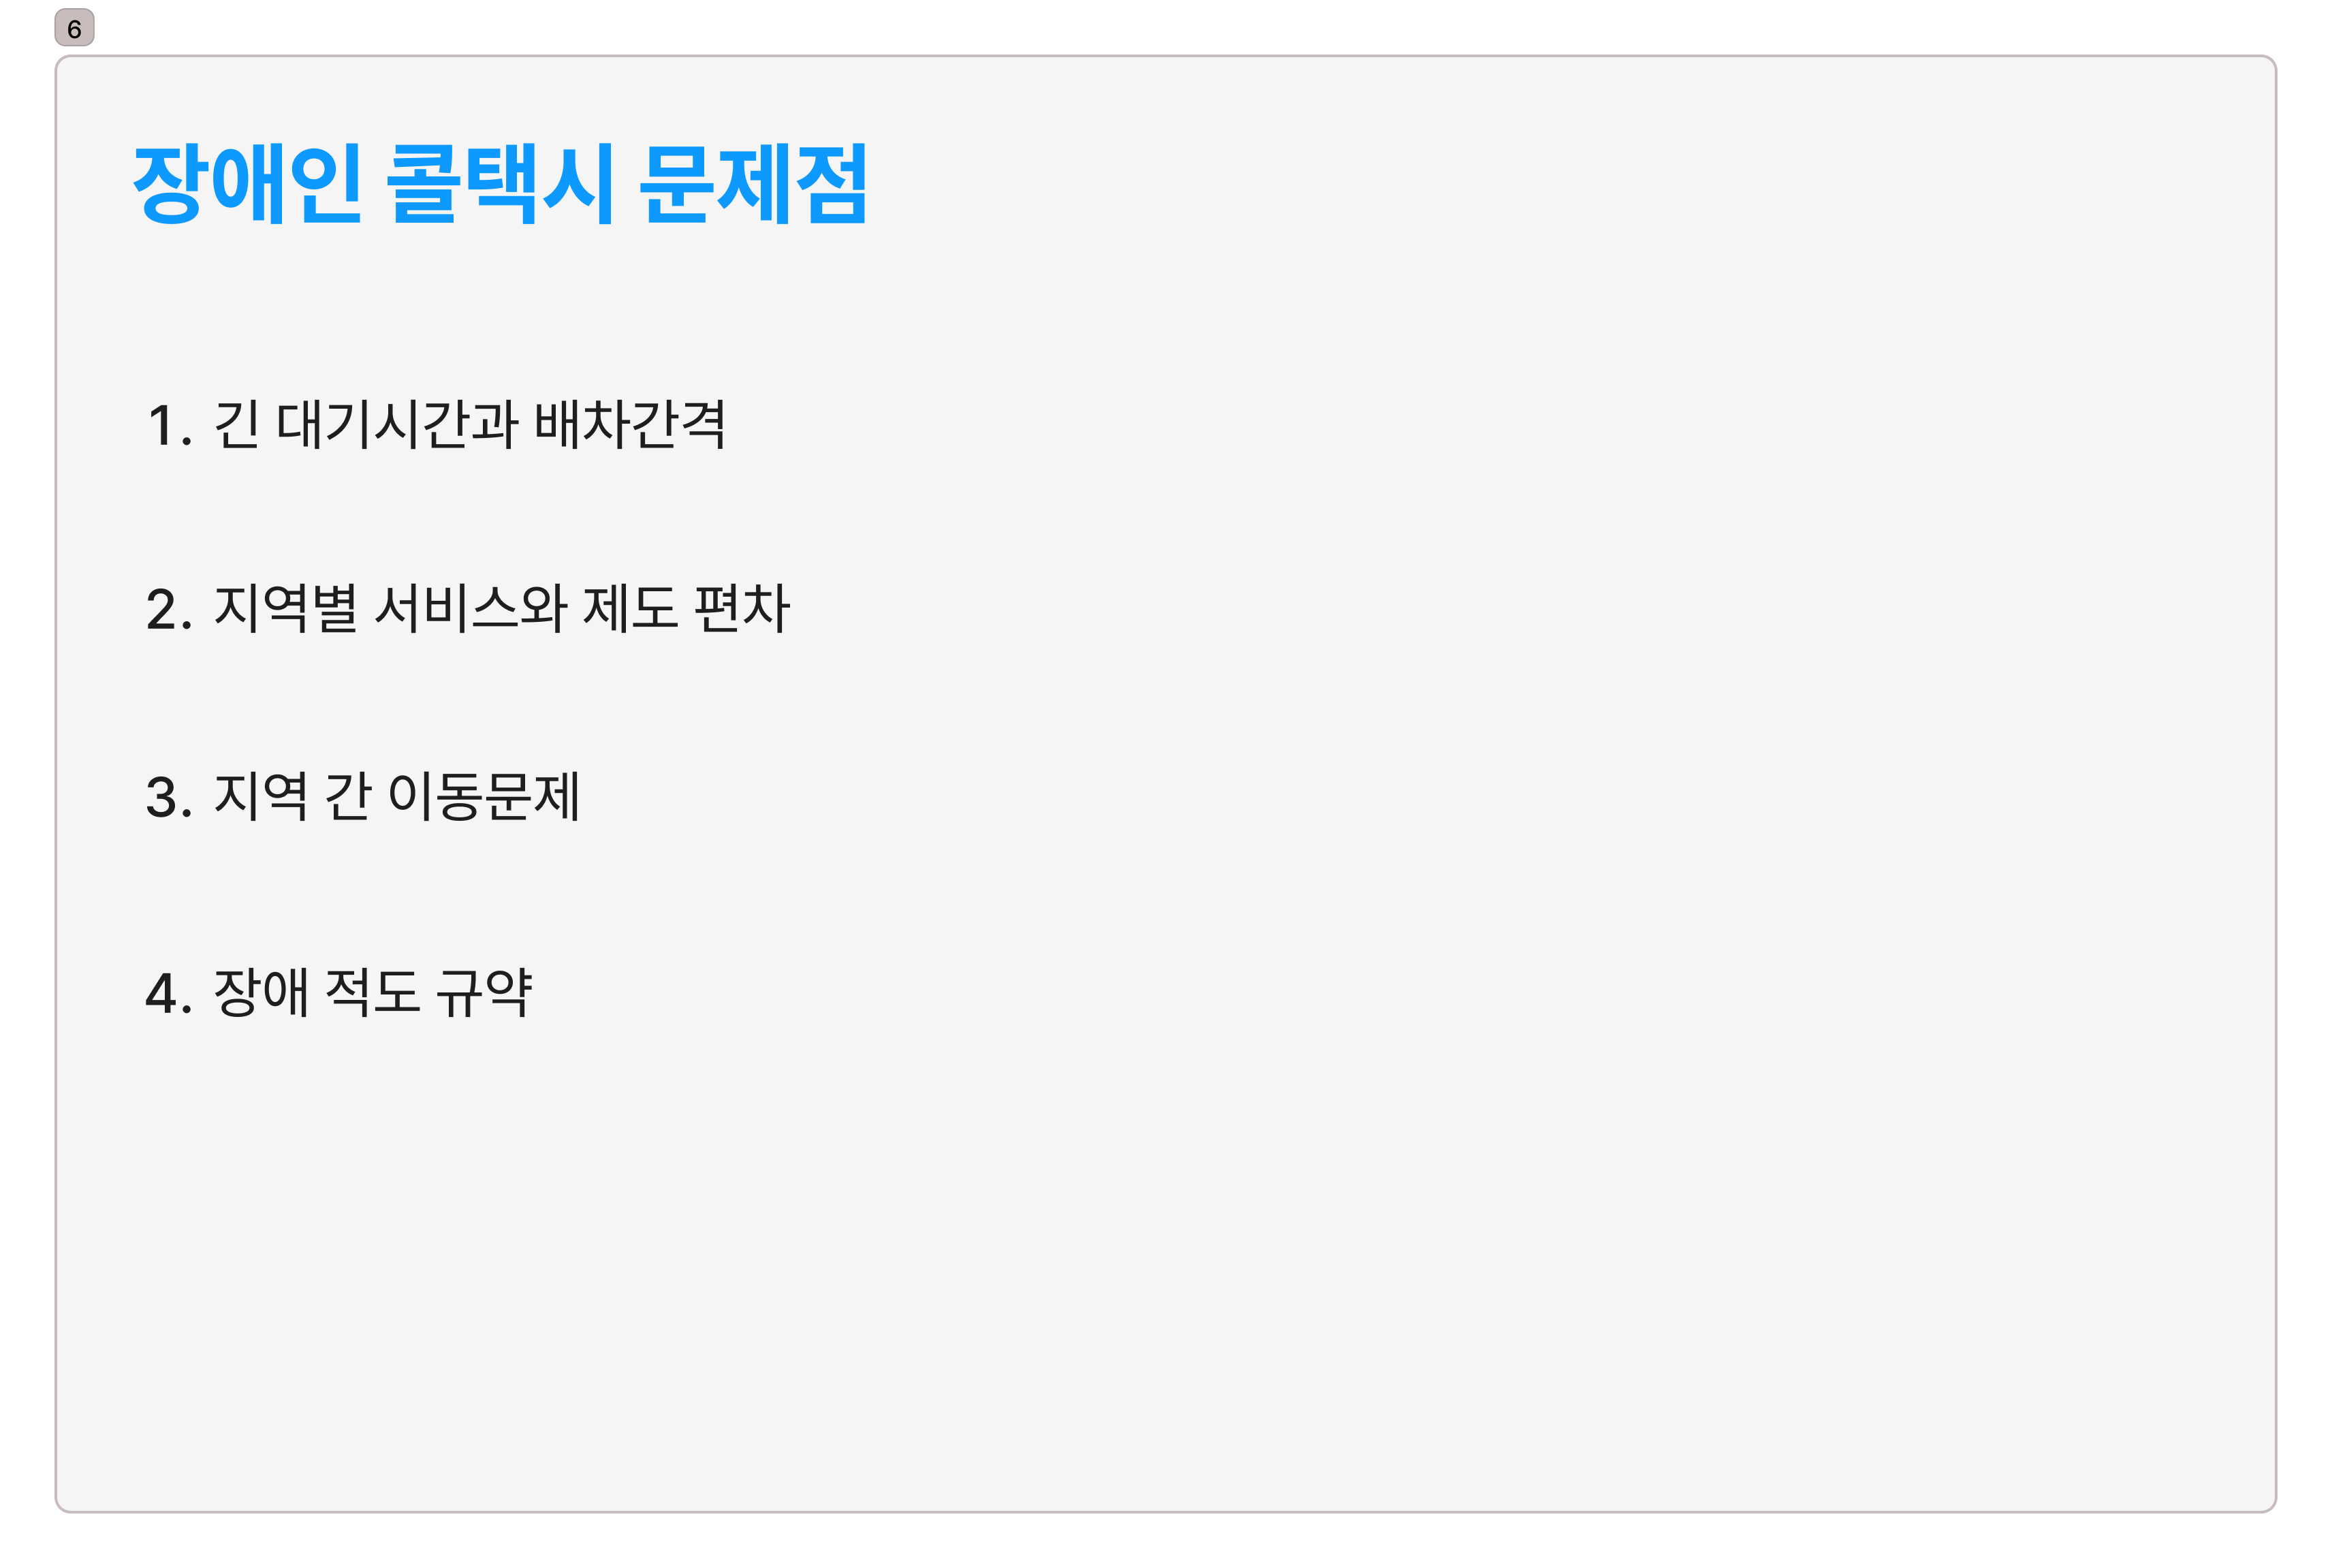 6
장애인 콜택시 문제점
1. 긴 대기시간과 배차간격
2. 지역별 서비스와 제도 편차
3. 지역 간 이동문제
4. 장애 척도 규약